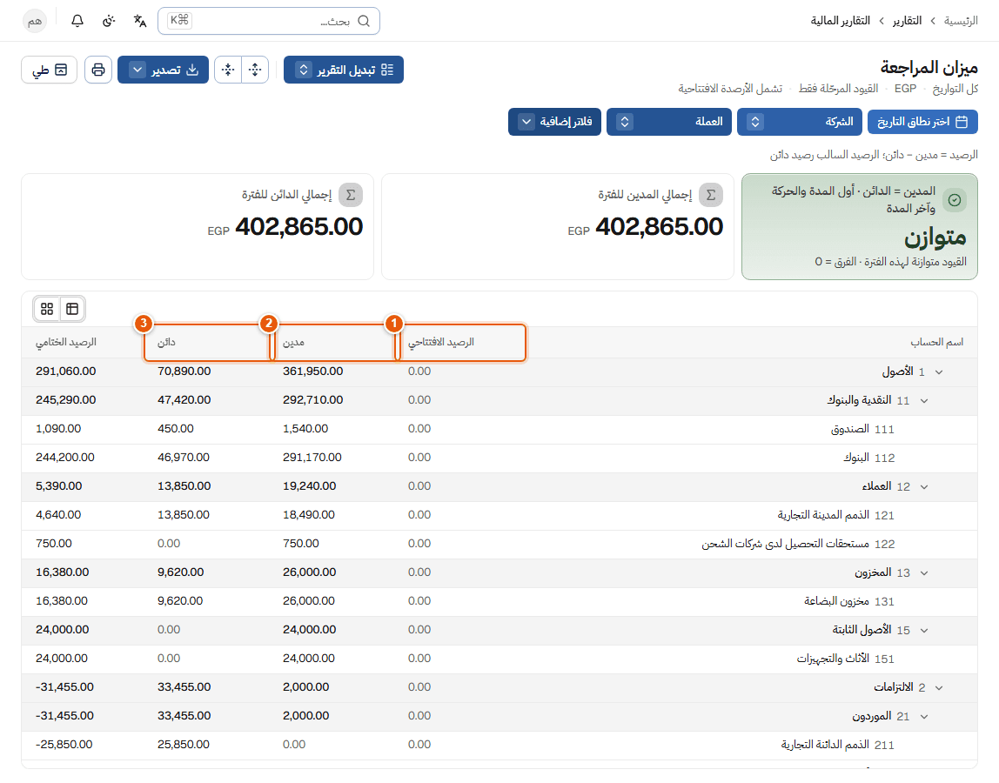 الرئيسية
التقارير
التقارير المالية
بحث...
⌘K
هم
ميزان المراجعة
كل التواريخ · EGP · القيود المرحّلة فقط · تشمل الأرصدة الافتتاحية
تبديل التقرير
تصدير
طي
اختر نطاق التاريخ
الشركة
العملة
فلاتر إضافية
الرصيد = مدين − دائن؛ الرصيد السالب رصيد دائن
المدين = الدائن · أول المدة والحركة
وآخر المدة
متوازن
القيود متوازنة لهذه الفترة · الفرق = 0
إجمالي المدين للفترة
402,865.00 EGP
إجمالي الدائن للفترة
402,865.00 EGP
1 2 3
اسم الحساب الرصيد الافتتاحي مدين دائن الرصيد الختامي
1 الأصول 0.00 361,950.00 70,890.00 291,060.00
11 النقدية والبنوك 0.00 292,710.00 47,420.00 245,290.00
111 الصندوق 0.00 1,540.00 450.00 1,090.00
112 البنوك 0.00 291,170.00 46,970.00 244,200.00
12 العملاء 0.00 19,240.00 13,850.00 5,390.00
121 الذمم المدينة التجارية 0.00 18,490.00 13,850.00 4,640.00
122 مستحقات التحصيل لدى شركات الشحن 0.00 750.00 0.00 750.00
13 المخزون 0.00 26,000.00 9,620.00 16,380.00
131 مخزون البضاعة 0.00 26,000.00 9,620.00 16,380.00
15 الأصول الثابتة 0.00 24,000.00 0.00 24,000.00
151 الأثاث والتجهيزات 0.00 24,000.00 0.00 24,000.00
2 الالتزامات 0.00 2,000.00 33,455.00 -31,455.00
21 الموردون 0.00 2,000.00 33,455.00 -31,455.00
211 الذمم الدائنة التجارية 0.00 0.00 25,850.00 -25,850.00